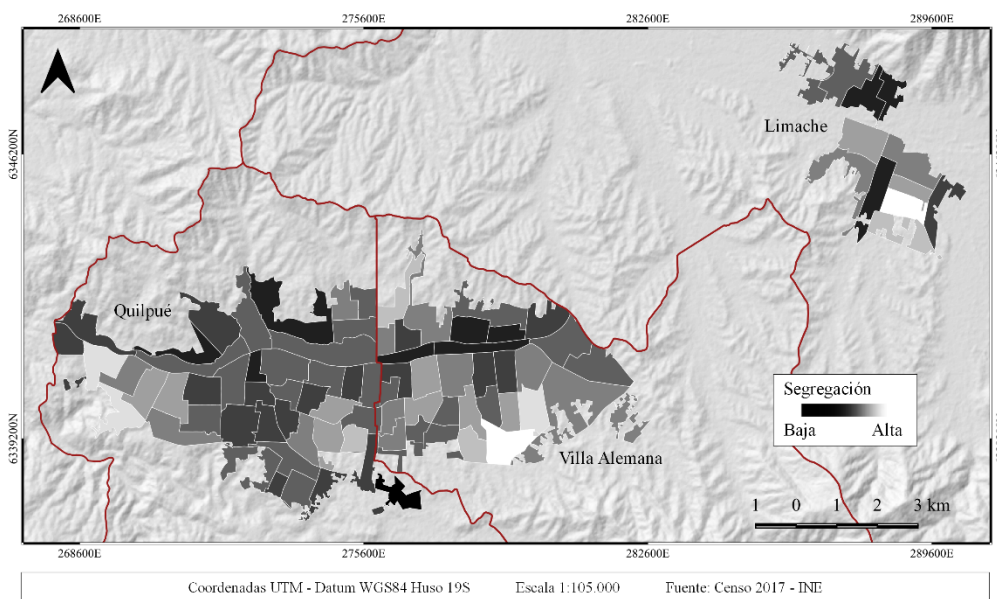 268600E 275600E 282600E 289600E
Limache
6346200N
Quilpué
Segregación
Baja Alta
6339200N
Villa Alemana
1 0 1 2 3 km
268600E 275600E 282600E 289600E
Coordenadas UTM - Datum WGS84 Huso 19S Escala 1:105.000 Fuente: Censo 2017 - INE